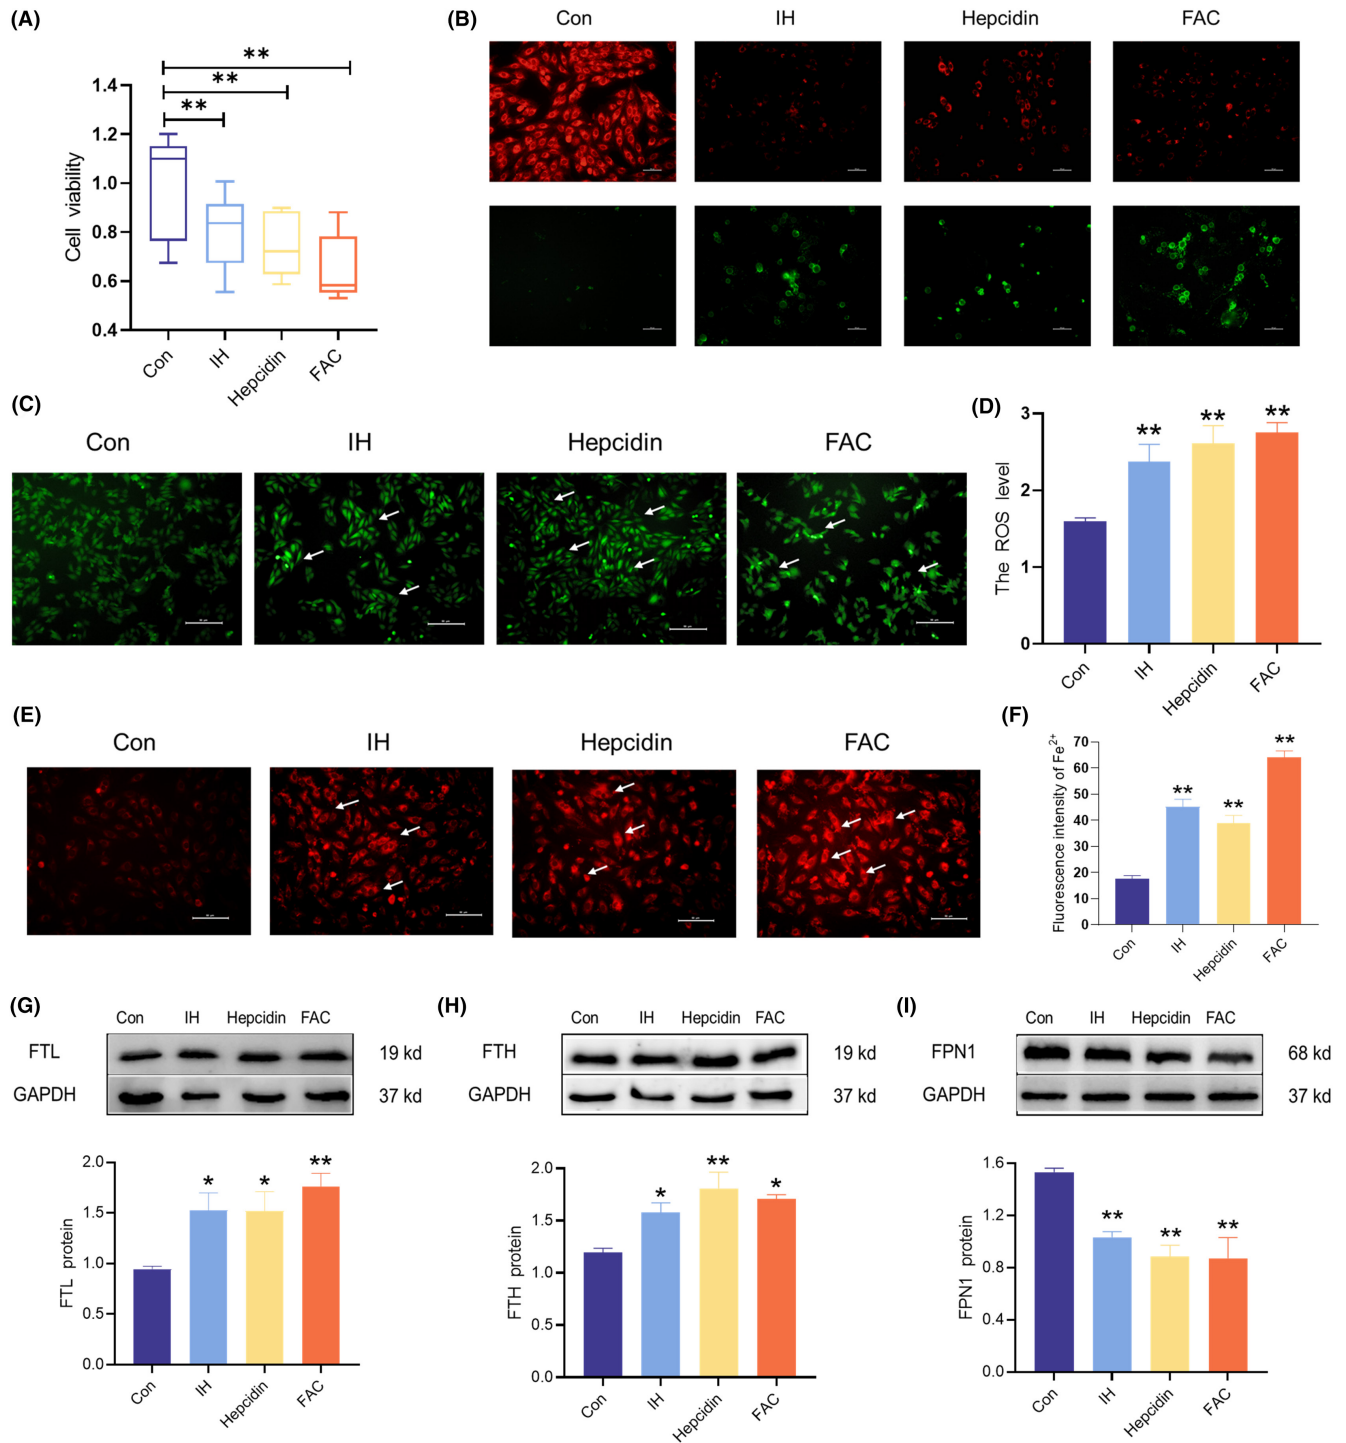 (A)
**
**
**
1.4
1.2
1.0
0.8
0.6
0.4
Cell viability
Con
IH
Hepcidin
FAC
(B)
Con IH Hepcidin FAC
(C)
Con IH Hepcidin FAC
(D)
3
2
1
0
The ROS level
** ** **
Con
IH
Hepcidin
FAC
(E)
Con IH Hepcidin FAC
(F)
70
60
50
40
30
20
10
0
Fluorescence intensity of Fe2+
** ** **
Con
IH
Hepcidin
FAC
(G)
Con IH Hepcidin FAC
FTL 19 kd
GAPDH 37 kd
2.0
1.5
1.0
0.5
0.0
FTL protein
* * **
Con
IH
Hepcidin
FAC
(H)
Con IH Hepcidin FAC
FTH 19 kd
GAPDH 37 kd
2.0
1.5
1.0
0.5
0.0
FTH protein
* ** *
Con
IH
Hepcidin
FAC
(I)
Con IH Hepcidin FAC
FPN1 68 kd
GAPDH 37 kd
1.6
1.2
0.8
0.4
0.0
FPN1 protein
** ** **
Con
IH
Hepcidin
FAC